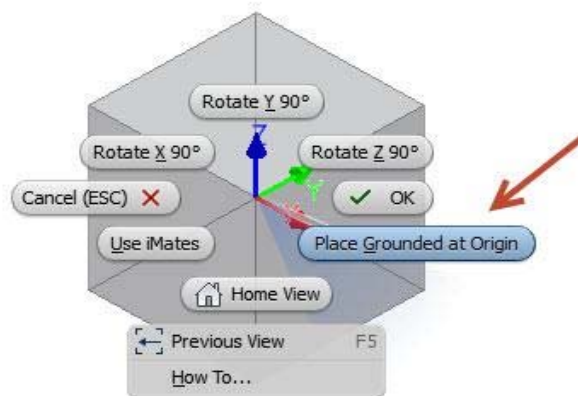 Rotate Y 90°
Rotate X 90°
Rotate Z 90°
Z
Y
Cancel (ESC)
OK
Use iMates
Place Grounded at Origin
Home View
Previous View F5
How To...